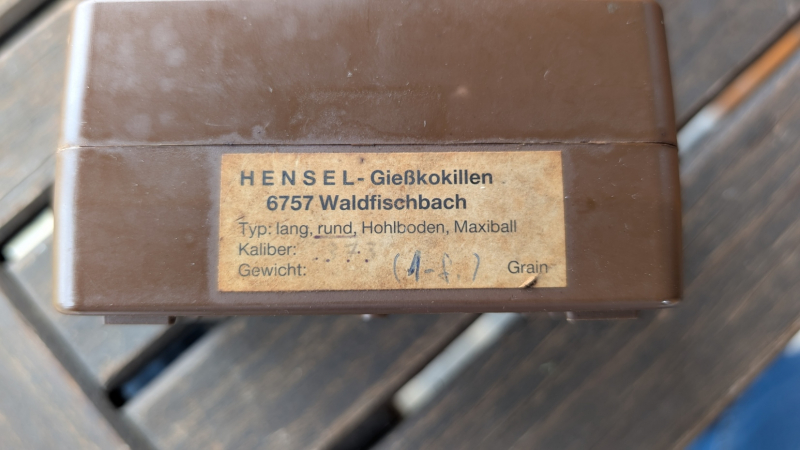 HENSEL-Gießkokillen
6757 Waldfischbach
Typ: lang, rund, Hohlboden, Maxiball
Kaliber:
Gewicht: Grain